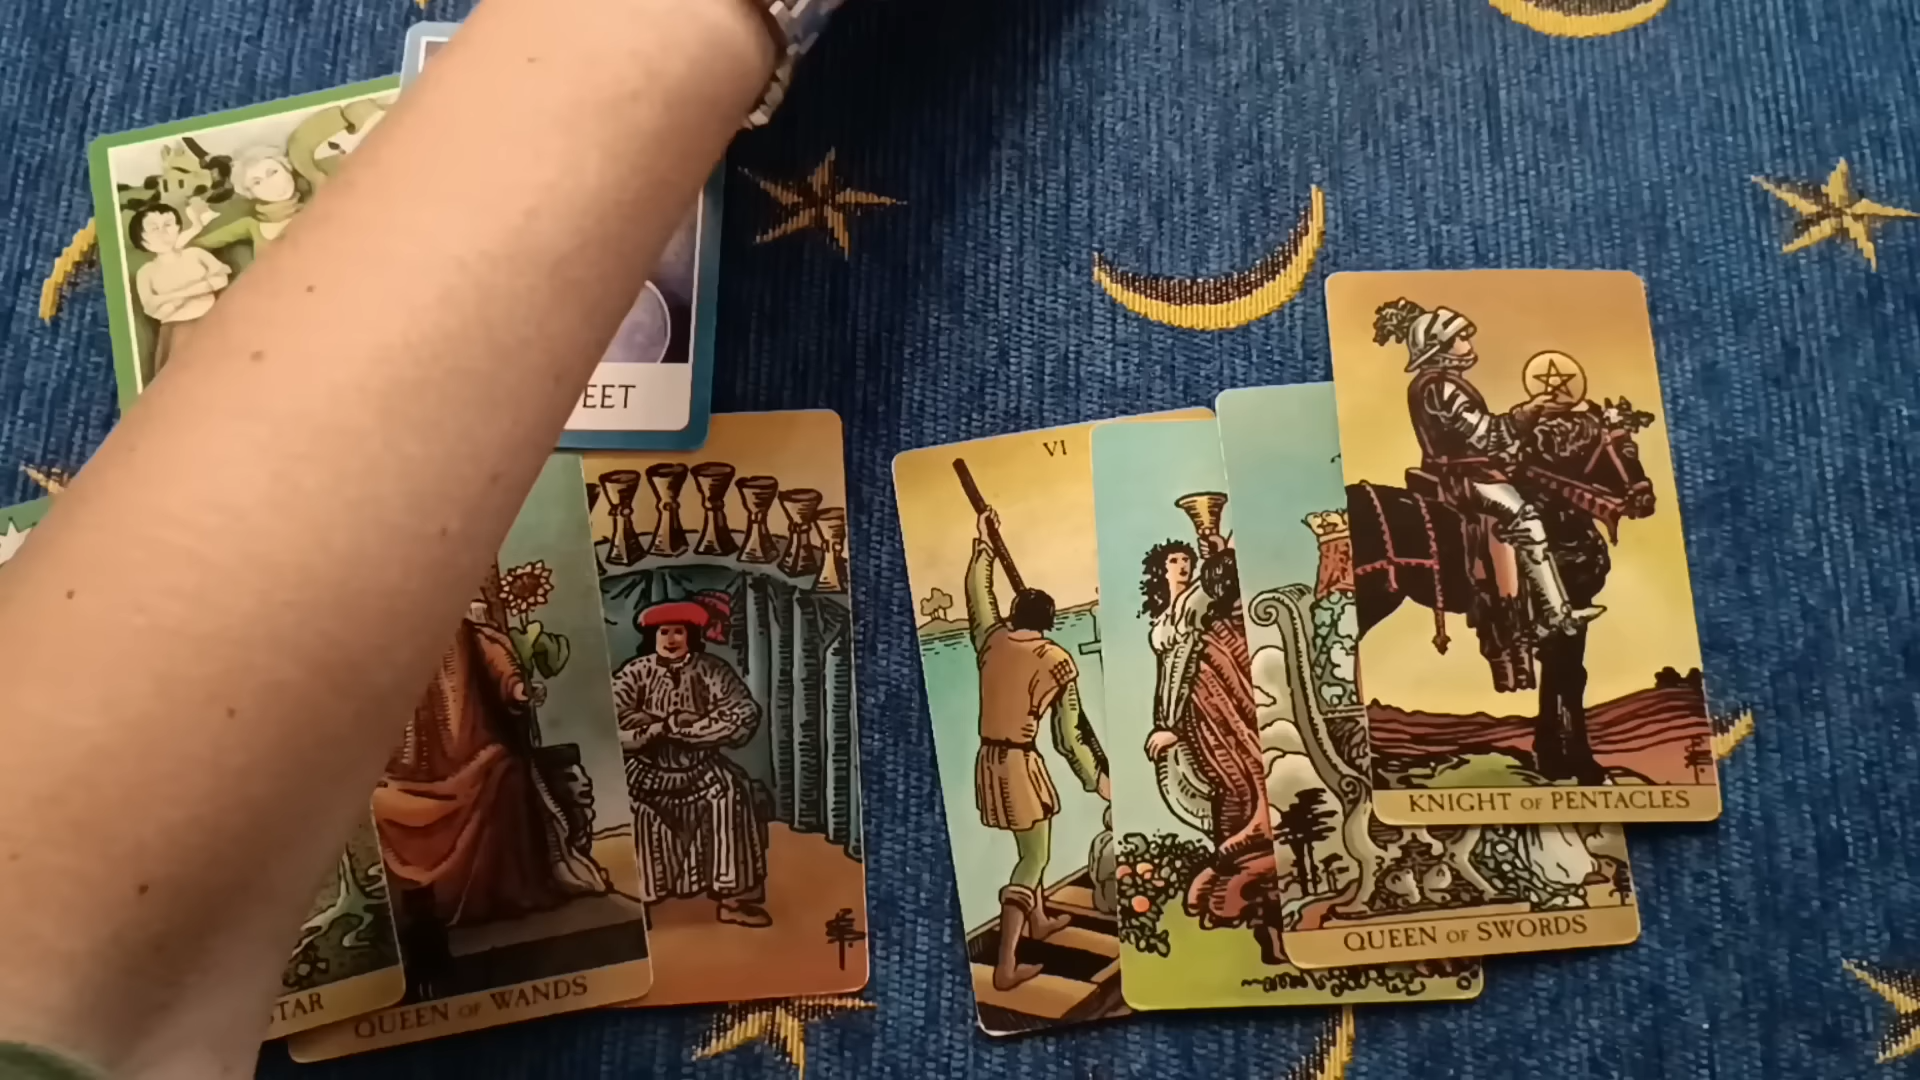 EET
VI
KNIGHT OF PENTACLES
QUEEN OF SWORDS
STAR
QUEEN OF WANDS